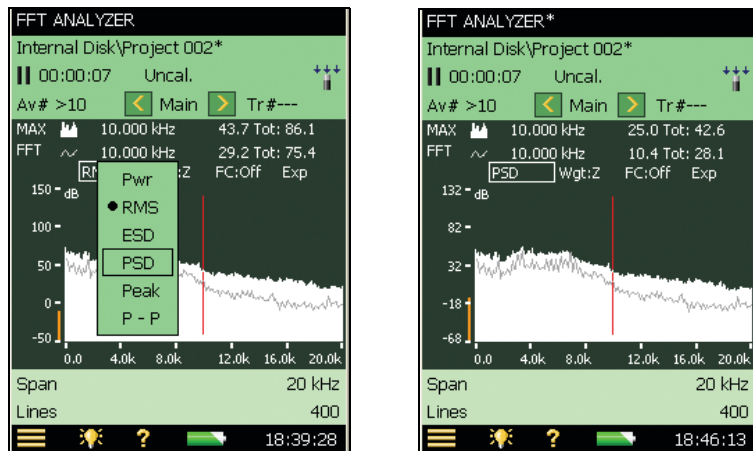 FFT ANALYZER
Internal Disk\Project 002*
00:00:07 Uncal.
Av# >10 < Main > Tr#---
MAX 10.000 kHz 43.7 Tot: 86.1
FFT 10.000 kHz 29.2 Tot: 75.4
:Z FC:Off Exp
Pwr
RMS
ESD
PSD
Peak
P - P
150
dB
100
50
0
-50
0.0 4.0k 8.0k 12.0k 16.0k 20.0k
Span 20 kHz
Lines 400
? 18:39:28
FFT ANALYZER*
Internal Disk\Project 002*
00:00:07 Uncal.
Av# >10 < Main > Tr#---
MAX 10.000 kHz 25.0 Tot: 42.6
FFT 10.000 kHz 10.4 Tot: 28.1
PSD Wgt:Z FC:Off Exp
132
dB
82
32
-18
-68
0.0 4.0k 8.0k 12.0k 16.0k 20.0k
Span 20 kHz
Lines 400
? 18:46:13